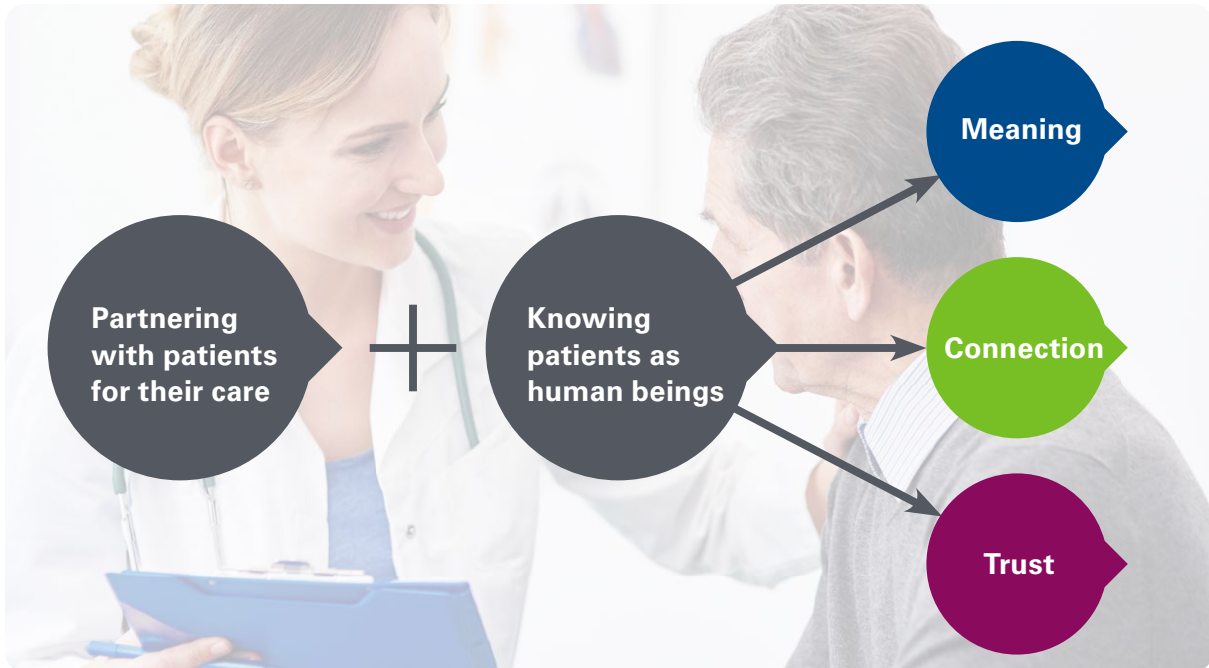 Partnering
with patients
for their care
Knowing
patients as
human beings
Meaning
Connection
Trust